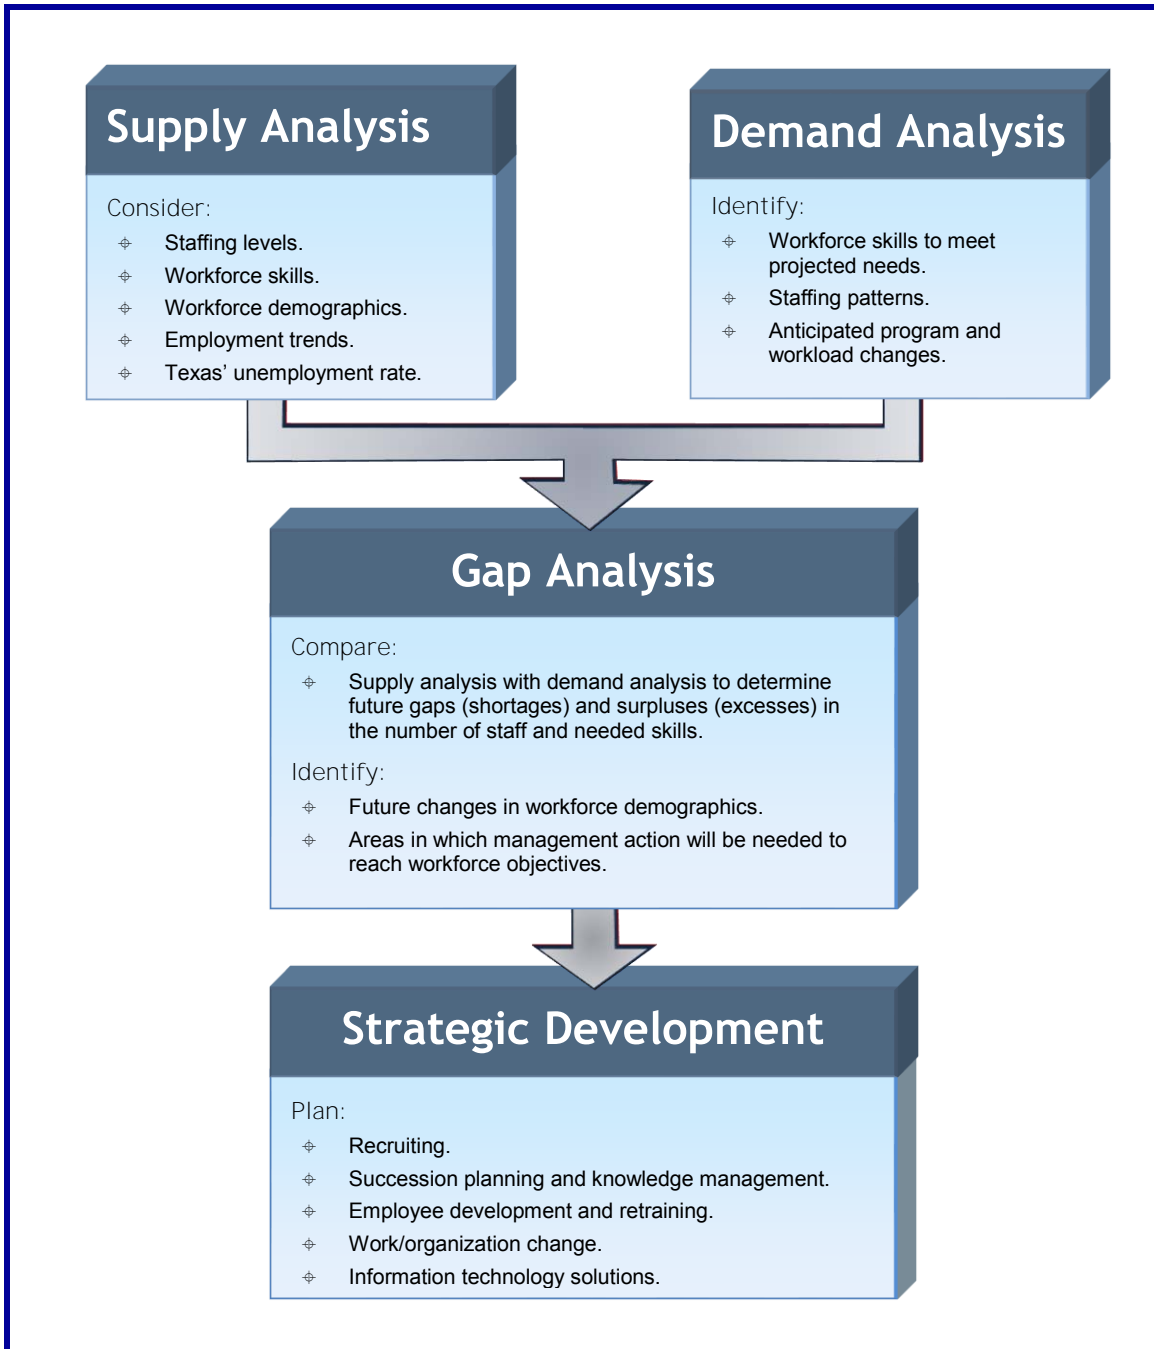 Supply Analysis
Consider:
Staffing levels.
Workforce skills.
Workforce demographics.
Employment trends.
Texas’ unemployment rate.
Demand Analysis
Identify:
Workforce skills to meet
projected needs.
Staffing patterns.
Anticipated program and
workload changes.
Gap Analysis
Compare:
Supply analysis with demand analysis to determine
future gaps (shortages) and surpluses (excesses) in
the number of staff and needed skills.
Identify:
Future changes in workforce demographics.
Areas in which management action will be needed to
reach workforce objectives.
Strategic Development
Plan:
Recruiting.
Succession planning and knowledge management.
Employee development and retraining.
Work/organization change.
Information technology solutions.